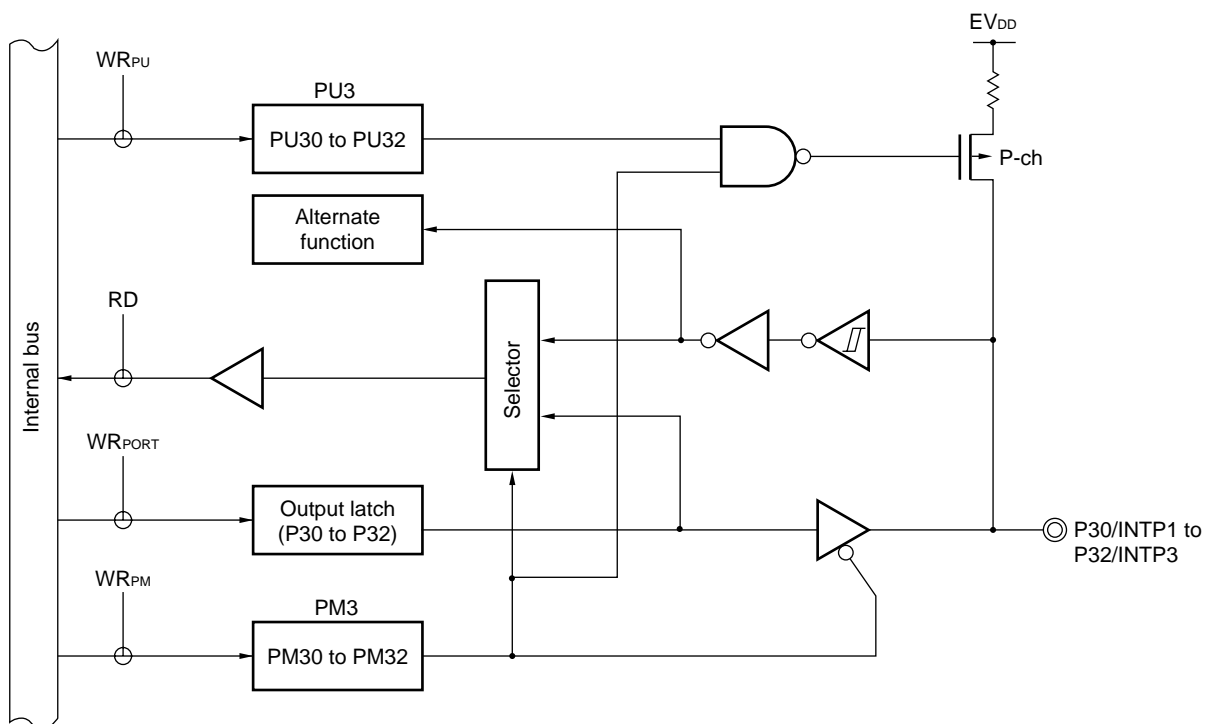 EVDD
WRPU
PU3
PU30 to PU32
P-ch
Alternate
function
RD
Internal bus
Selector
WRPORT
Output latch
(P30 to P32)
P30/INTP1 to
P32/INTP3
WRPM
PM3
PM30 to PM32